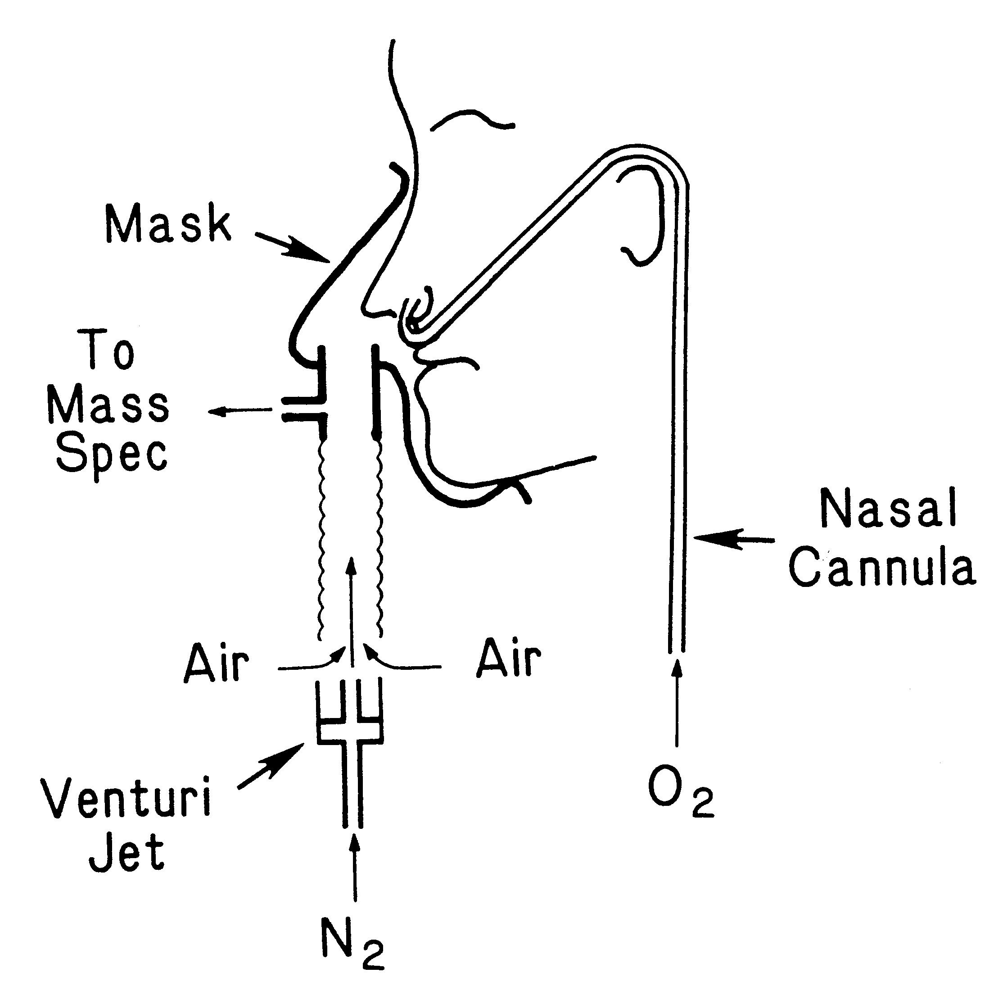 Mask
To
Mass
Spec
Nasal
Cannula
Air
Air
Venturi
Jet
O2
N2